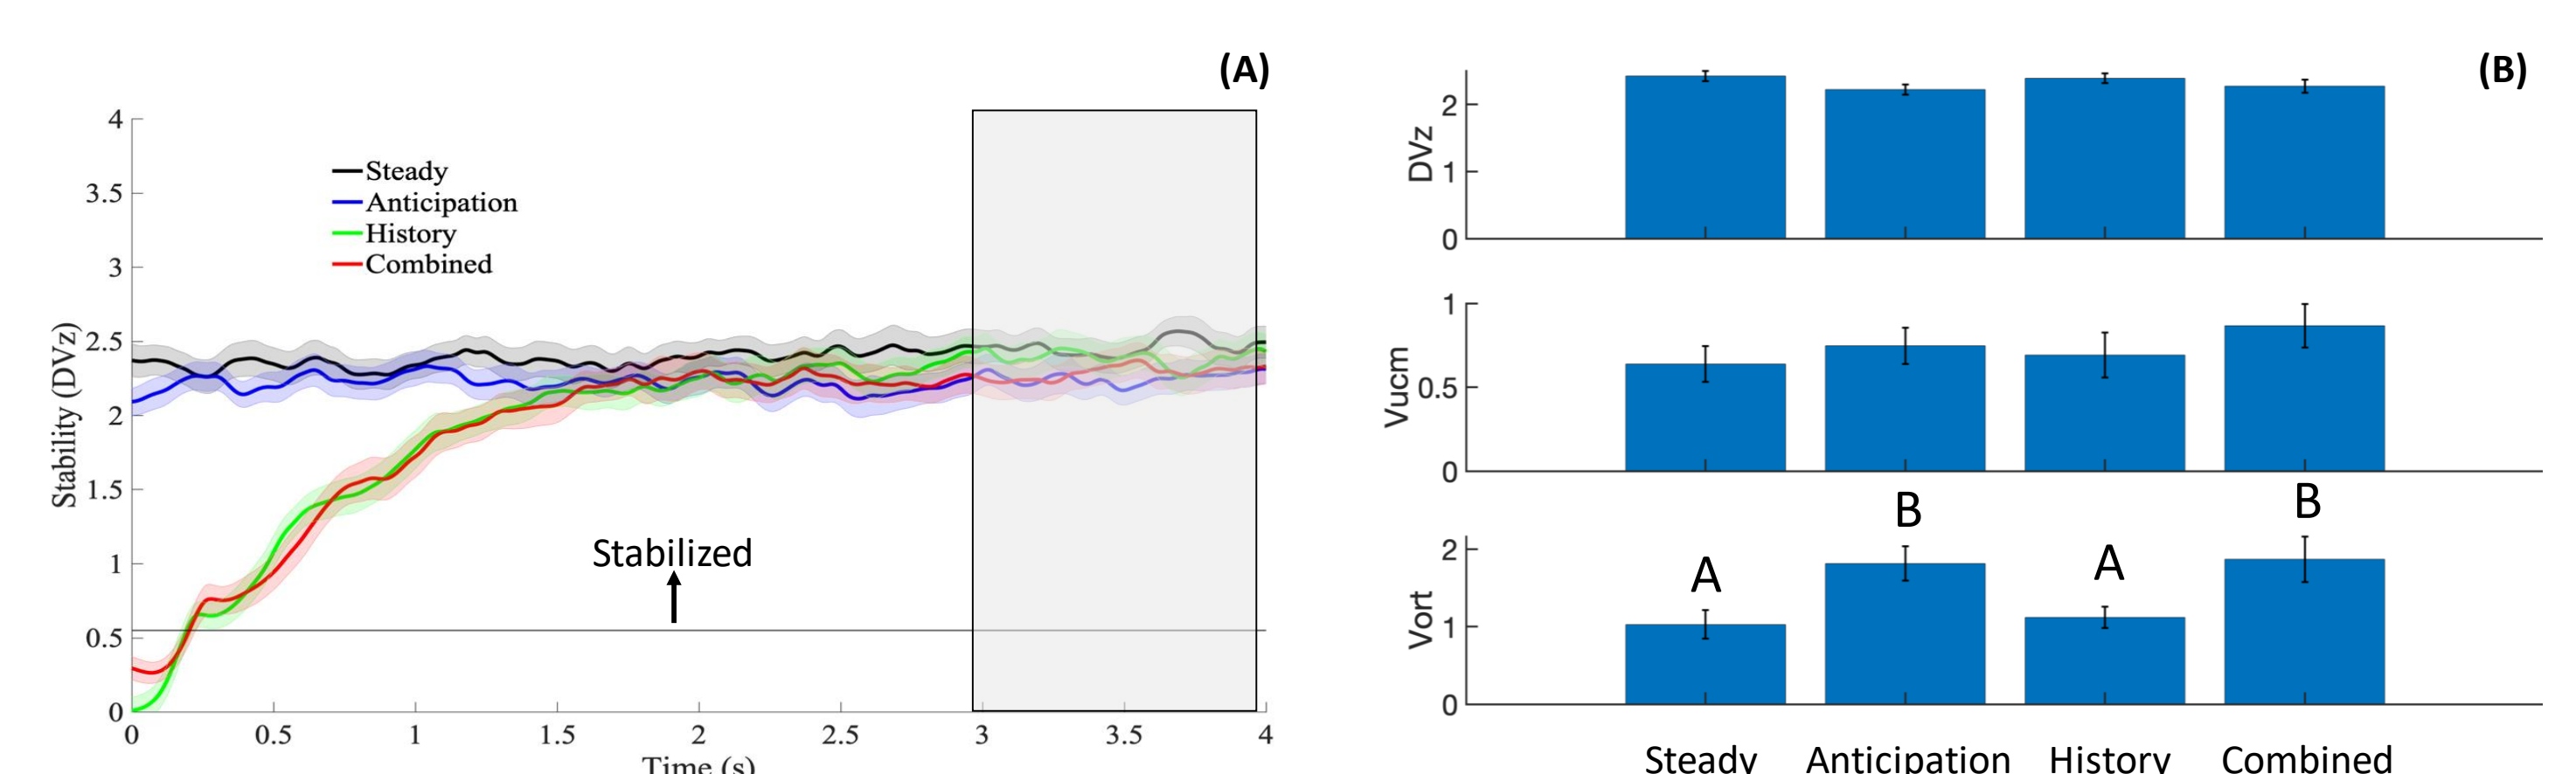 (A)
4
3.5
3
2.5
2
1.5
1
0.5
0
Stability (DVz)
Steady
Anticipation
History
Combined
Stabilized
0 0.5 1 1.5 2 2.5 3 3.5 4
Time (s)
(B)
2
1
0
DVz
1
0.5
0
Vucm
2
1
0
Vort
A
B
A
B
Steady Anticipation History Combined